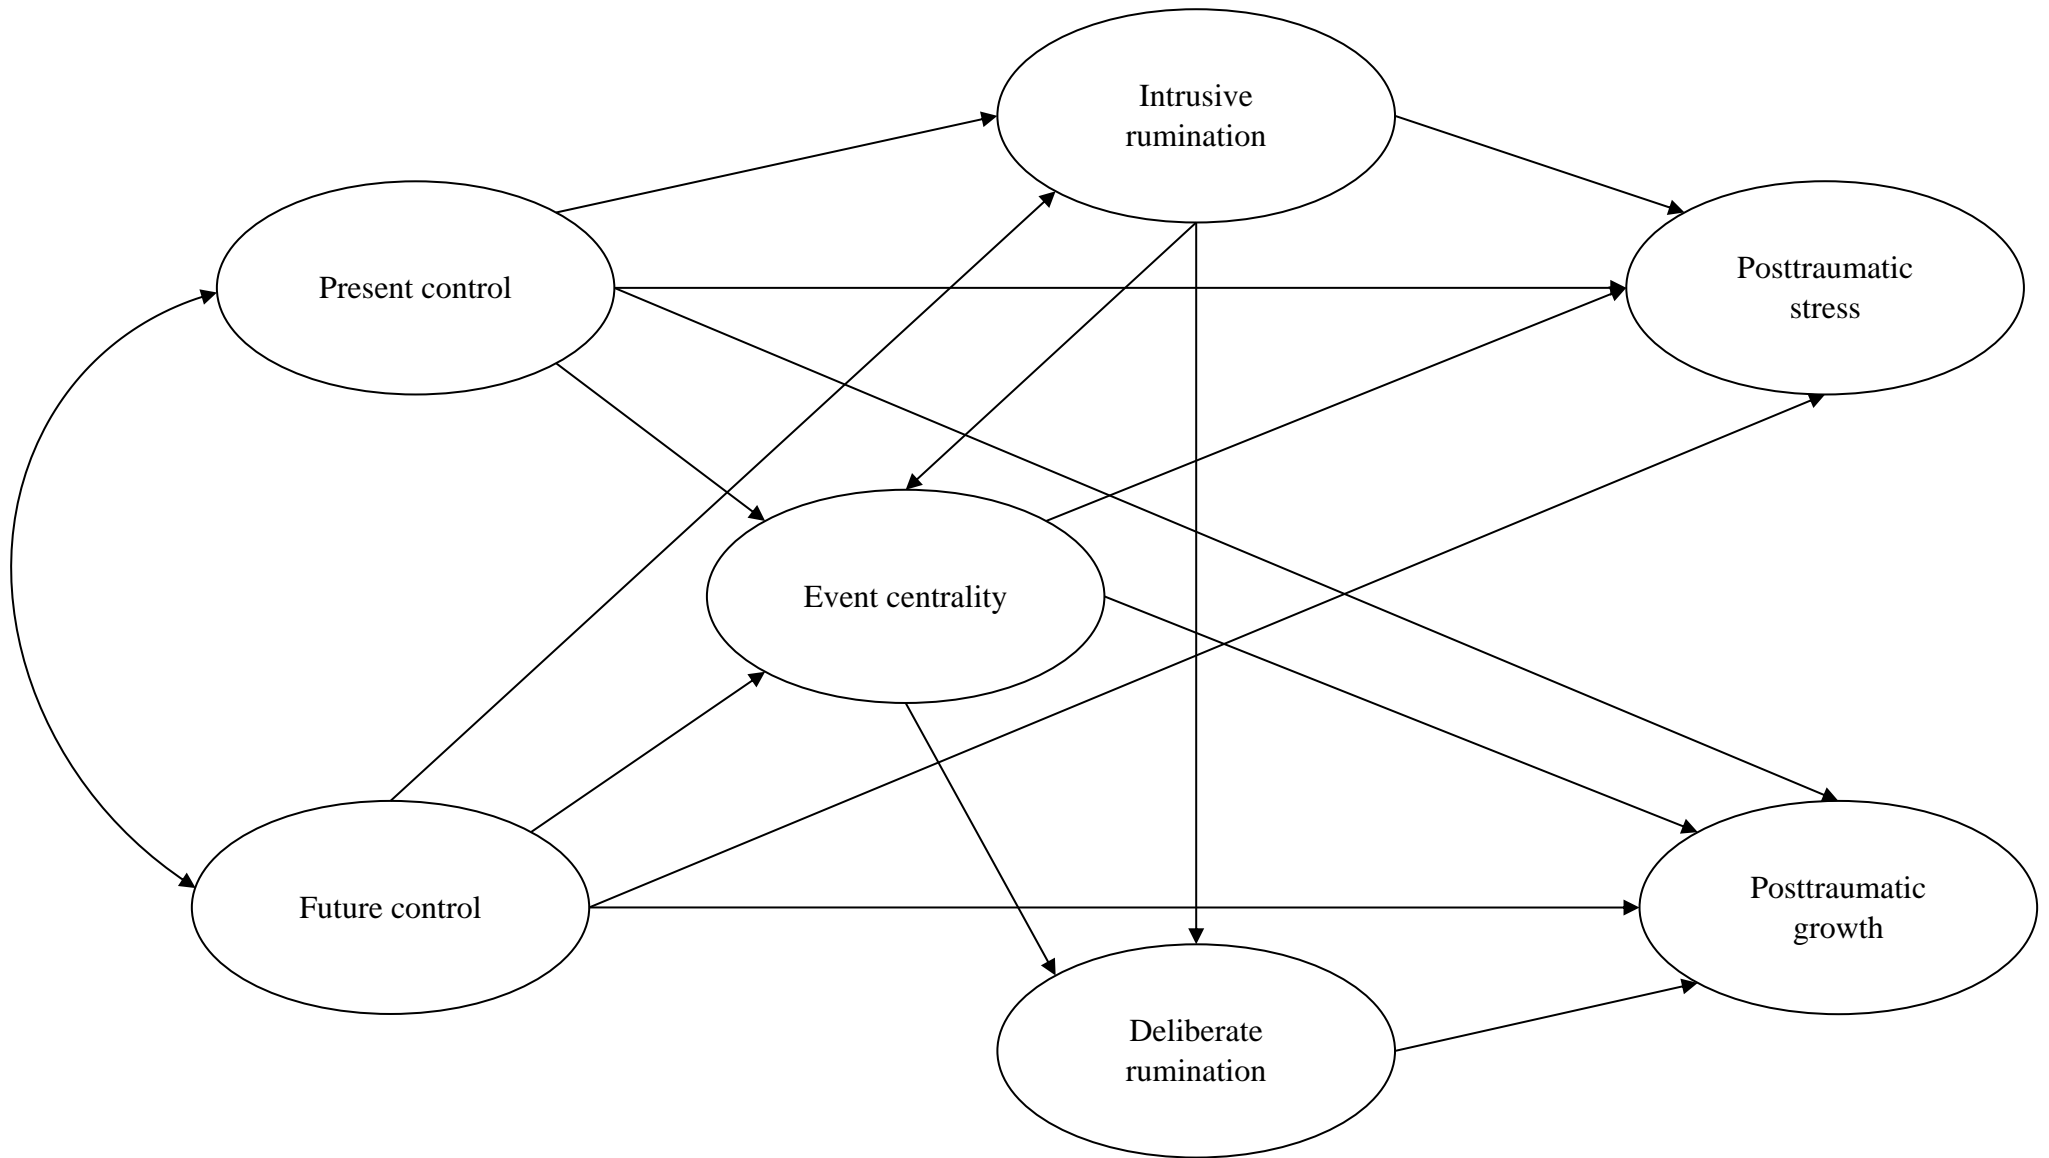 Intrusive
rumination
Present control
Posttraumatic
stress
Event centrality
Future control
Posttraumatic
growth
Deliberate
rumination